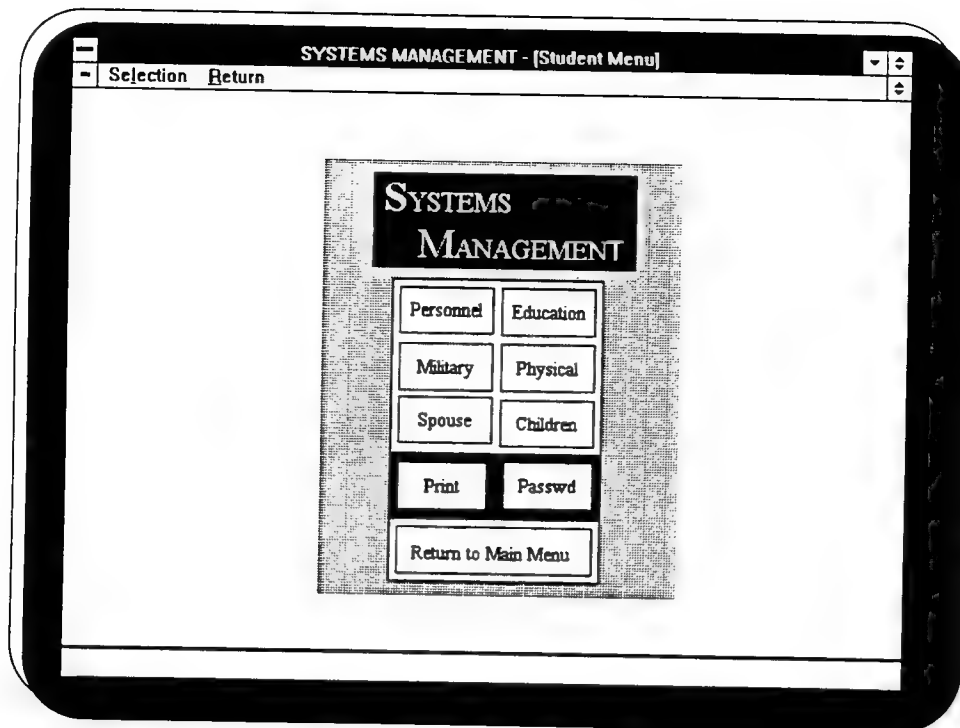 SYSTEMS MANAGEMENT - [Student Menu]
Selection Return
SYSTEMS
MANAGEMENT
Personnel Education
Military Physical
Spouse Children
Print Passwd
Return to Main Menu